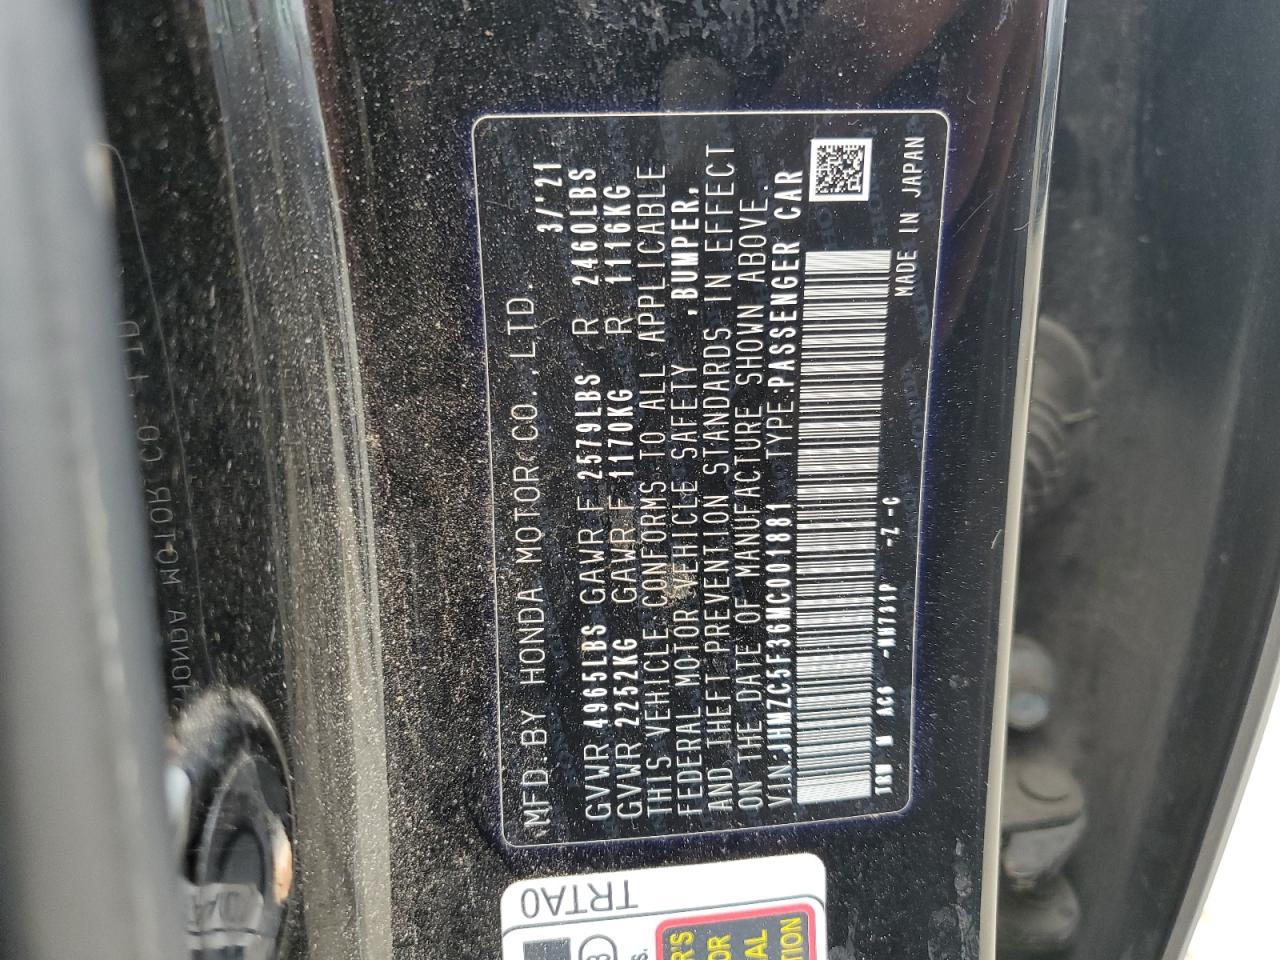 MFD.BY HONDA MOTOR CO.,LTD. 3/'21
GVWR 4965LBS GAWR F 2579LBS R 2460LBS
GVWR 2252KG GAWR F 1170KG R 1116KG
THIS VEHICLE CONFORMS TO ALL APPLICABLE
FEDERAL MOTOR VEHICLE SAFETY ,BUMPER,
AND THEFT PREVENTION STANDARDS IN EFFECT
ON THE DATE OF MANUFACTURE SHOWN ABOVE.
VIN:JHMZC5F36MC001881 TYPE:PASSENGER CAR
-NH731P -Z -C
MADE IN JAPAN
TRTA0